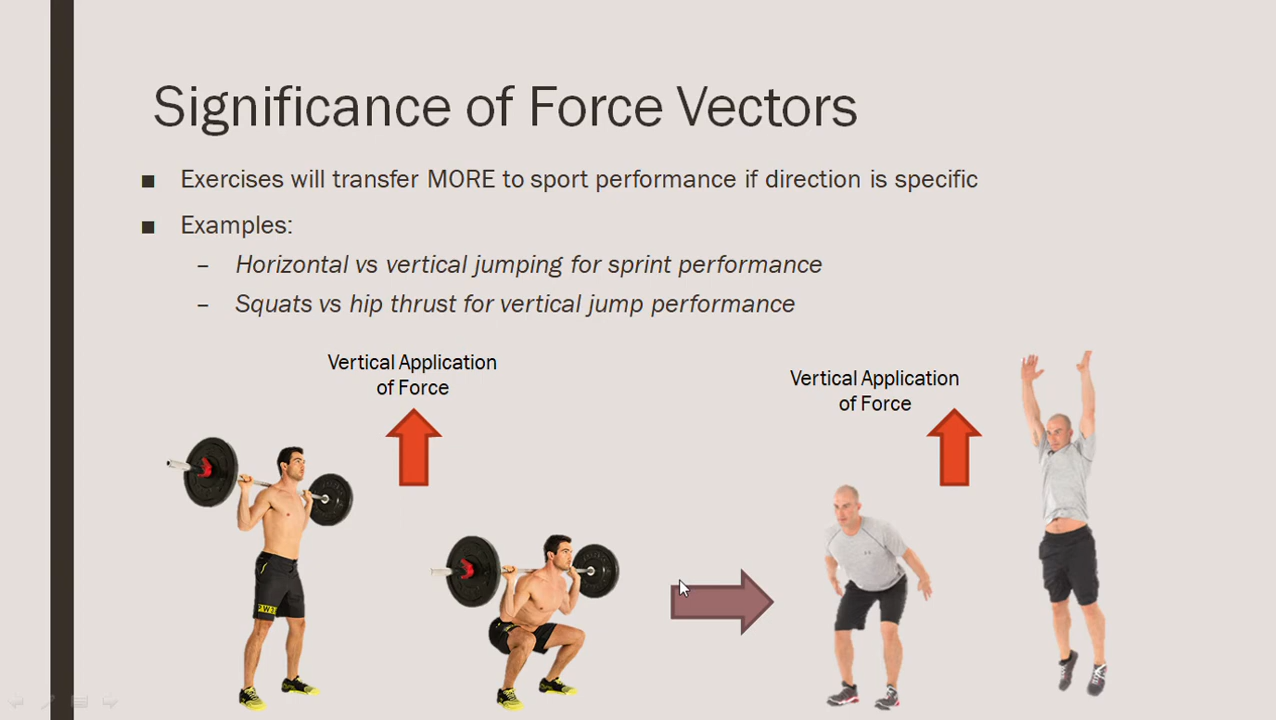 Significance of Force Vectors
■ Exercises will transfer MORE to sport performance if direction is specific
■ Examples:
– Horizontal vs vertical jumping for sprint performance
– Squats vs hip thrust for vertical jump performance
Vertical Application
of Force
Vertical Application
of Force